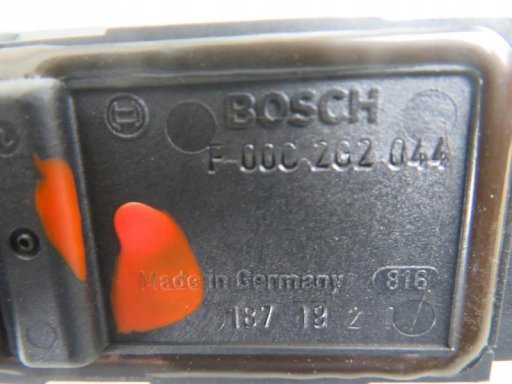 BOSCH
F 00C 2G2 044
Made in Germany 816
187 18 2